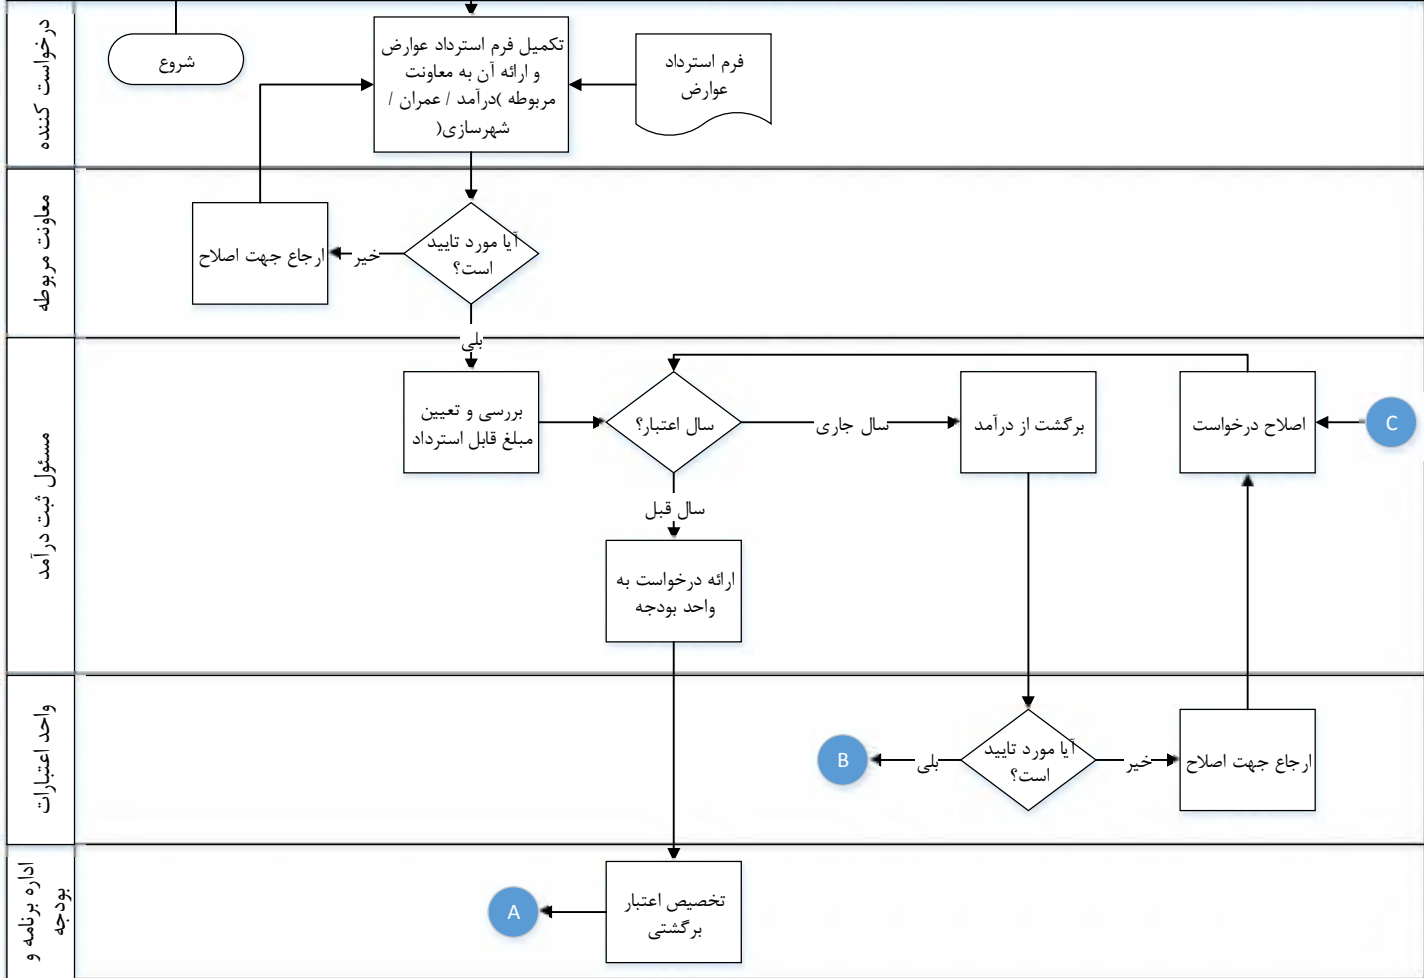 درخواست کننده
شروع
تکمیل فرم استرداد عوارض
و ارائه آن به معاونت
مربوطه )درآمد / عمران /
شهرسازی(
فرم استرداد
عوارض
معاونت مربوطه
آیا مورد تایید
است؟
خیر
ارجاع جهت اصلاح
بلی
مسئول ثبت درآمد
بررسی و تعیین
مبلغ قابل استرداد
سال اعتبار؟
سال جاری
برگشت از درآمد
اصلاح درخواست
C
سال قبل
ارائه درخواست به
واحد بودجه
واحد اعتبارات
آیا مورد تایید
است؟
بلی
B
خیر
ارجاع جهت اصلاح
اداره برنامه و
بودجه
تخصیص اعتبار
برگشتی
A